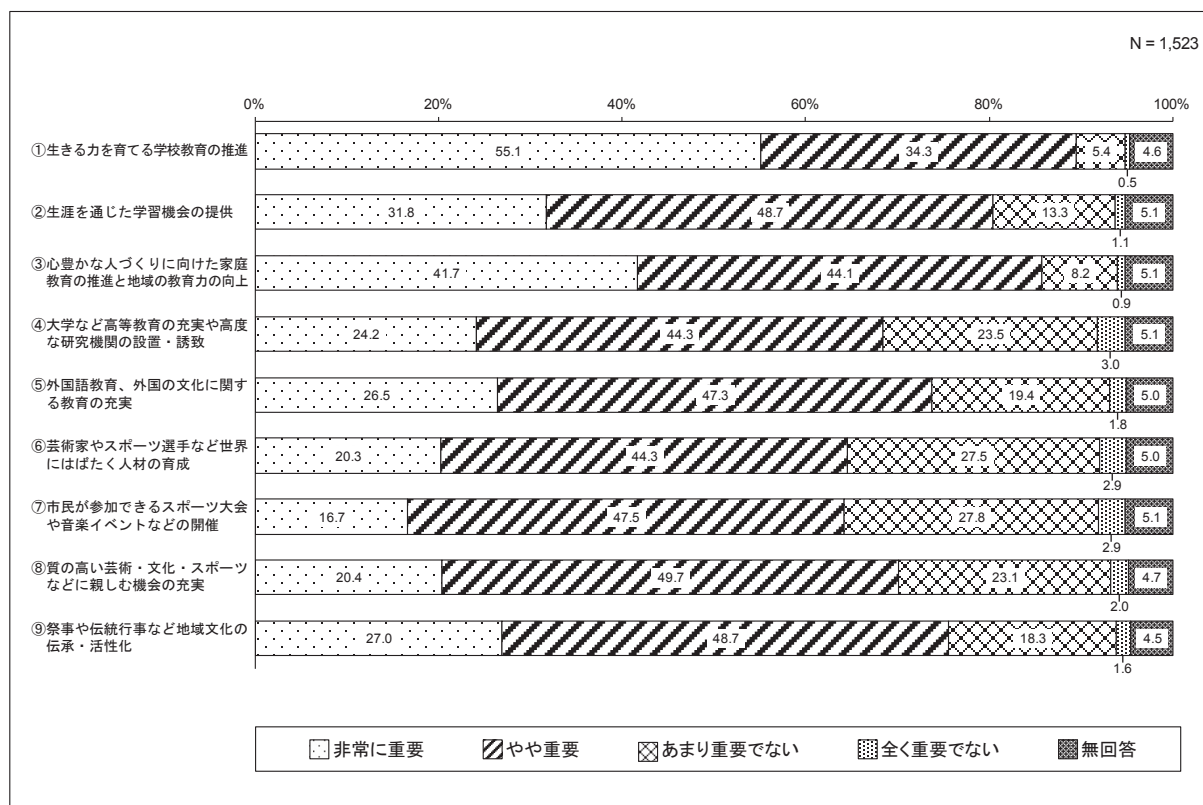 N = 1,523
0% 20% 40% 60% 80% 100%
①生きる力を育てる学校教育の推進
55.1 34.3 5.4 4.6
0.5
②生涯を通じた学習機会の提供
31.8 48.7 13.3 5.1
1.1
③心豊かな人づくりに向けた家庭
教育の推進と地域の教育力の向上
41.7 44.1 8.2 5.1
0.9
④大学など高等教育の充実や高度
な研究機関の設置・誘致
24.2 44.3 23.5 5.1
3.0
⑤外国語教育、外国の文化に関す
る教育の充実
26.5 47.3 19.4 5.0
1.8
⑥芸術家やスポーツ選手など世界
にはばたく人材の育成
20.3 44.3 27.5 5.0
2.9
⑦市民が参加できるスポーツ大会
や音楽イベントなどの開催
16.7 47.5 27.8 5.1
2.9
⑧質の高い芸術・文化・スポーツ
などに親しむ機会の充実
20.4 49.7 23.1 4.7
2.0
⑨祭事や伝統行事など地域文化の
伝承・活性化
27.0 48.7 18.3 4.5
1.6
非常に重要 やや重要 あまり重要でない 全く重要でない 無回答